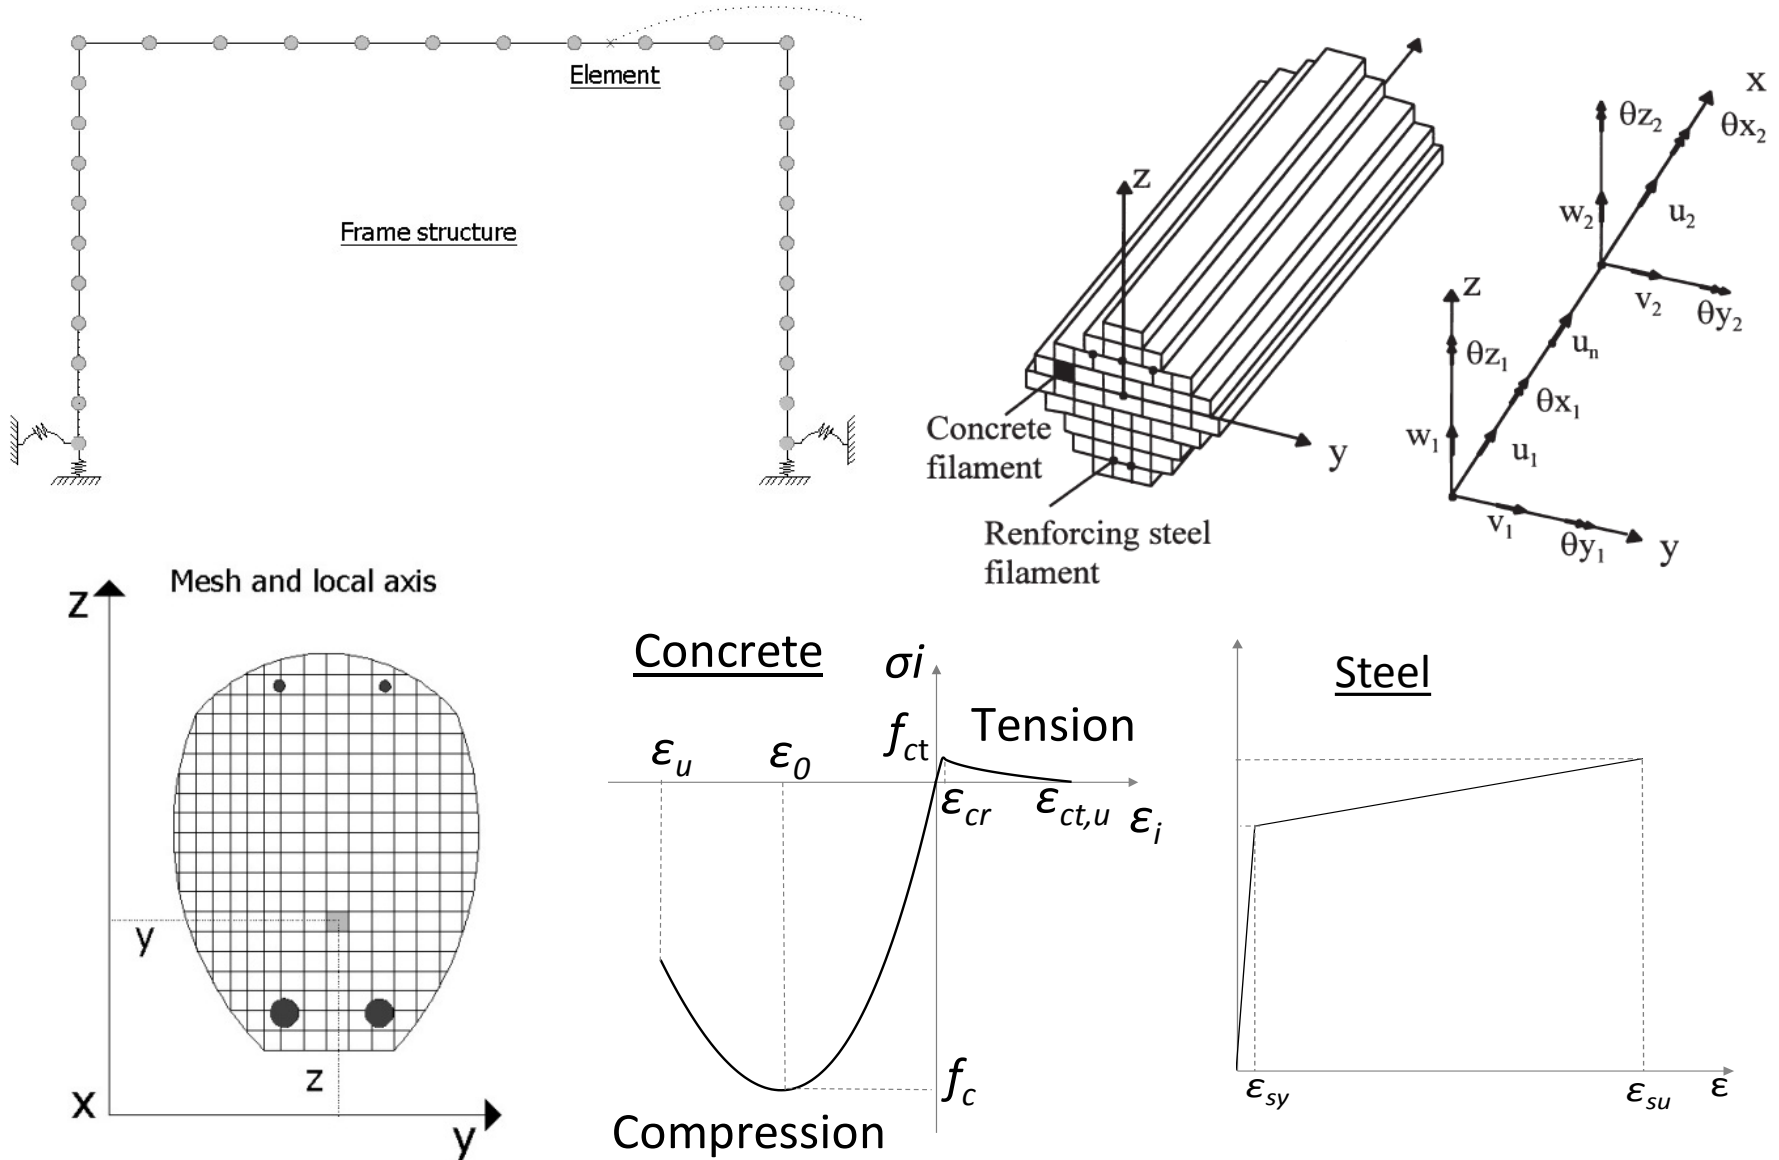 Element
Frame structure
z
Concrete
filament
y
Renforcing steel
filament
x
θz₂
θx₂
w₂
u₂
v₂
θy₂
z
uₙ
θz₁
θx₁
w₁
u₁
v₁
θy₁
y
Mesh and local axis
z
y
z
x
y
Concrete
σi
Tension
fct
εu
ε0
εcr
εct,u
εi
fc
Compression
Steel
εsy
εsu
ε